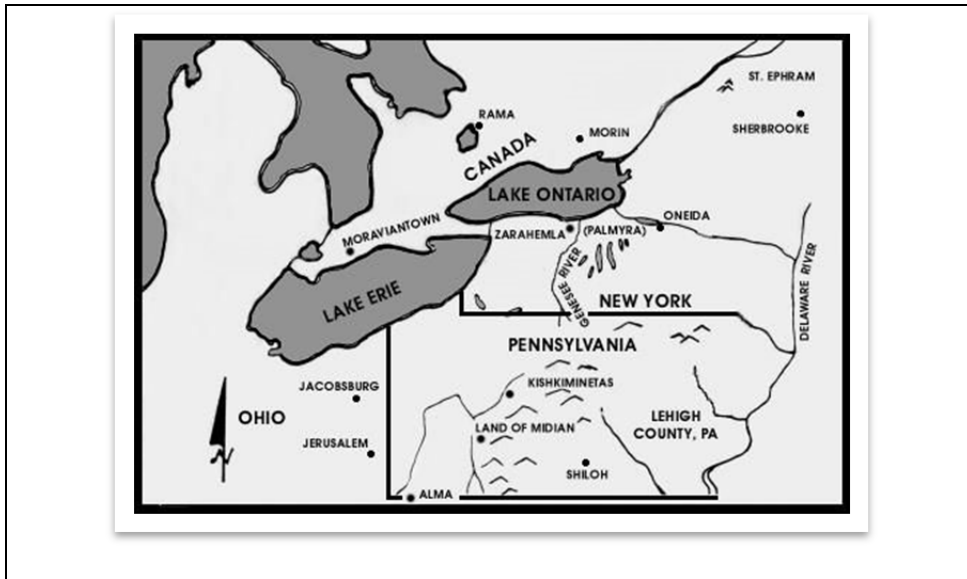 ST. EPHRAM
RAMA
SHERBROOKE
MORIN
CANADA
LAKE ONTARIO
MORAVIANTOWN
ZARAHEMLA
(PALMYRA)
ONEIDA
GENESEE RIVER
DELAWARE RIVER
LAKE ERIE
NEW YORK
PENNSYLVANIA
JACOBSBURG
KISHKIMINETAS
OHIO
LEHIGH
COUNTY, PA
LAND OF MIDIAN
JERUSALEM
N
SHILOH
ALMA